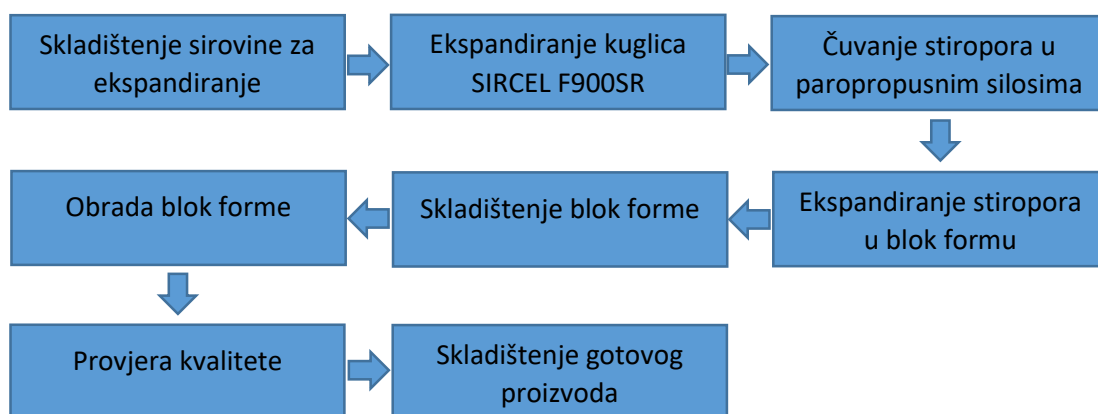 Skladištenje sirovine za
ekspandiranje
Ekspandiranje kuglica
SIRCEL F900SR
Čuvanje stiropora u
paropropusnim silosima
Ekspandiranje stiropora
u blok formu
Skladištenje blok forme
Obrada blok forme
Provjera kvalitete
Skladištenje gotovog
proizvoda